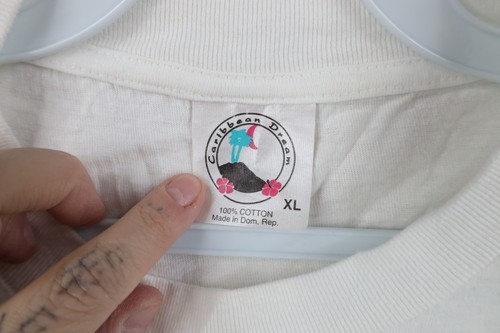 Caribbean Dream
100% COTTON
XL
Made in Dom. Rep.